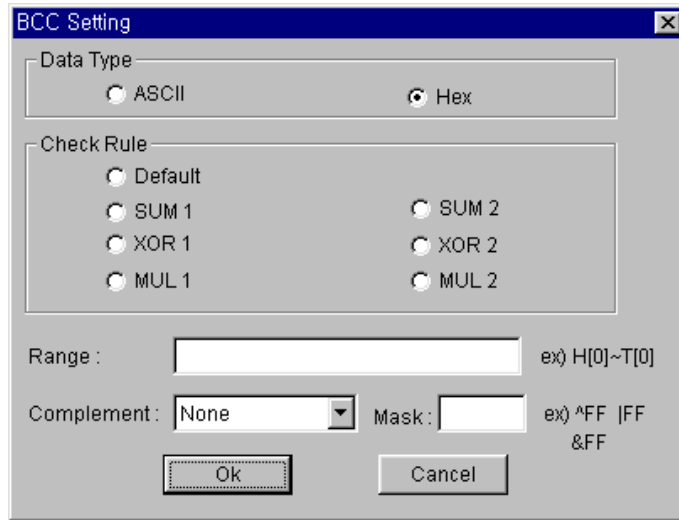 BCC Setting
Data Type
ASCII Hex
Check Rule
Default
SUM 1 SUM 2
XOR 1 XOR 2
MUL 1 MUL 2
Range : ex) H[0]~T[0]
Complement : None Mask : ex) ^FF |FF
&FF
Ok Cancel